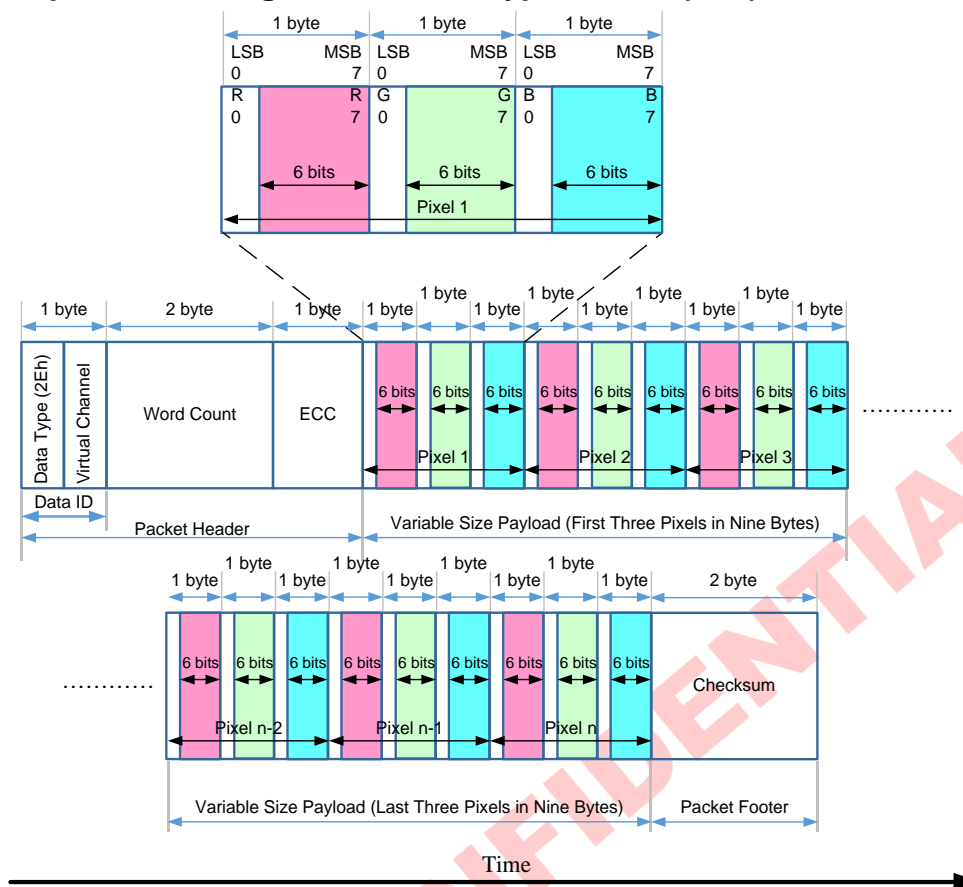 1 byte 1 byte 1 byte
LSB MSB LSB MSB LSB MSB
0 7 0 7 0 7
R R G G B B
0 7 0 7 0 7
6 bits 6 bits 6 bits
Pixel 1
1 byte 1 byte 1 byte 1 byte
1 byte 2 byte 1 byte 1 byte 1 byte 1 byte 1 byte 1 byte
Data Type (2Eh)
Virtual Channel
Word Count
ECC
6 bits 6 bits 6 bits 6 bits 6 bits 6 bits 6 bits 6 bits 6 bits
Pixel 1 Pixel 2 Pixel 3
............
Data ID
Packet Header
Variable Size Payload (First Three Pixels in Nine Bytes)
1 byte 1 byte 1 byte 1 byte
1 byte 1 byte 1 byte 1 byte 1 byte 2 byte
6 bits 6 bits 6 bits 6 bits 6 bits 6 bits 6 bits 6 bits 6 bits
Checksum
............
Pixel n-2 Pixel n-1 Pixel n
Variable Size Payload (Last Three Pixels in Nine Bytes) Packet Footer
Time